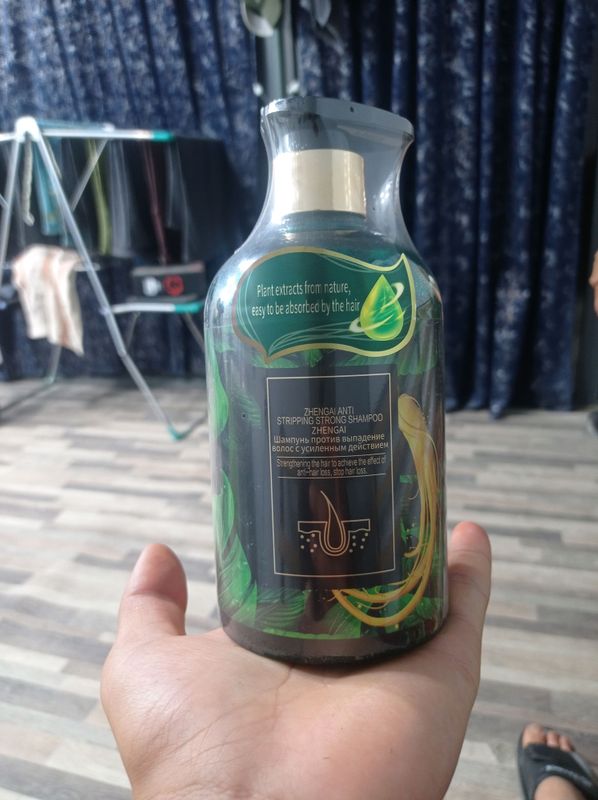 Plant extracts from nature,
easy to be absorbed by the hair
ZHENGAI ANTI
STRIPPING STRONG SHAMPOO
ZHENGAI
Шампунь против выпадение
волос с усиленным действием
Strengthening the hair to achieve the effect of
anti-hair loss, stop hair loss.